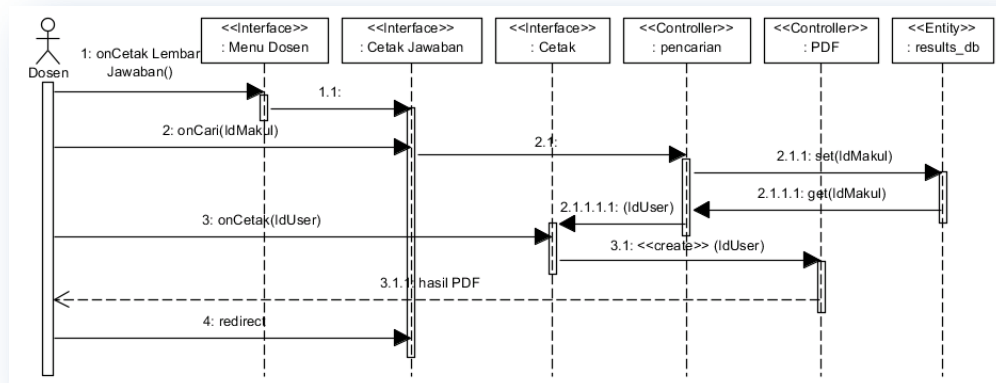 <<Interface>>
: Menu Dosen
<<Interface>>
: Cetak Jawaban
<<Interface>>
: Cetak
<<Controller>>
: pencarian
<<Controller>>
: PDF
<<Entity>>
: results_db
Dosen
1: onCetak Lembar
Jawaban()
1.1:
2: onCari(IdMakul)
2.1:
2.1.1: set(IdMakul)
2.1.1.1: get(IdMakul)
2.1.1.1.1: (IdUser)
3: onCetak(IdUser)
3.1: <<create>> (IdUser)
3.1.1: hasil PDF
4: redirect